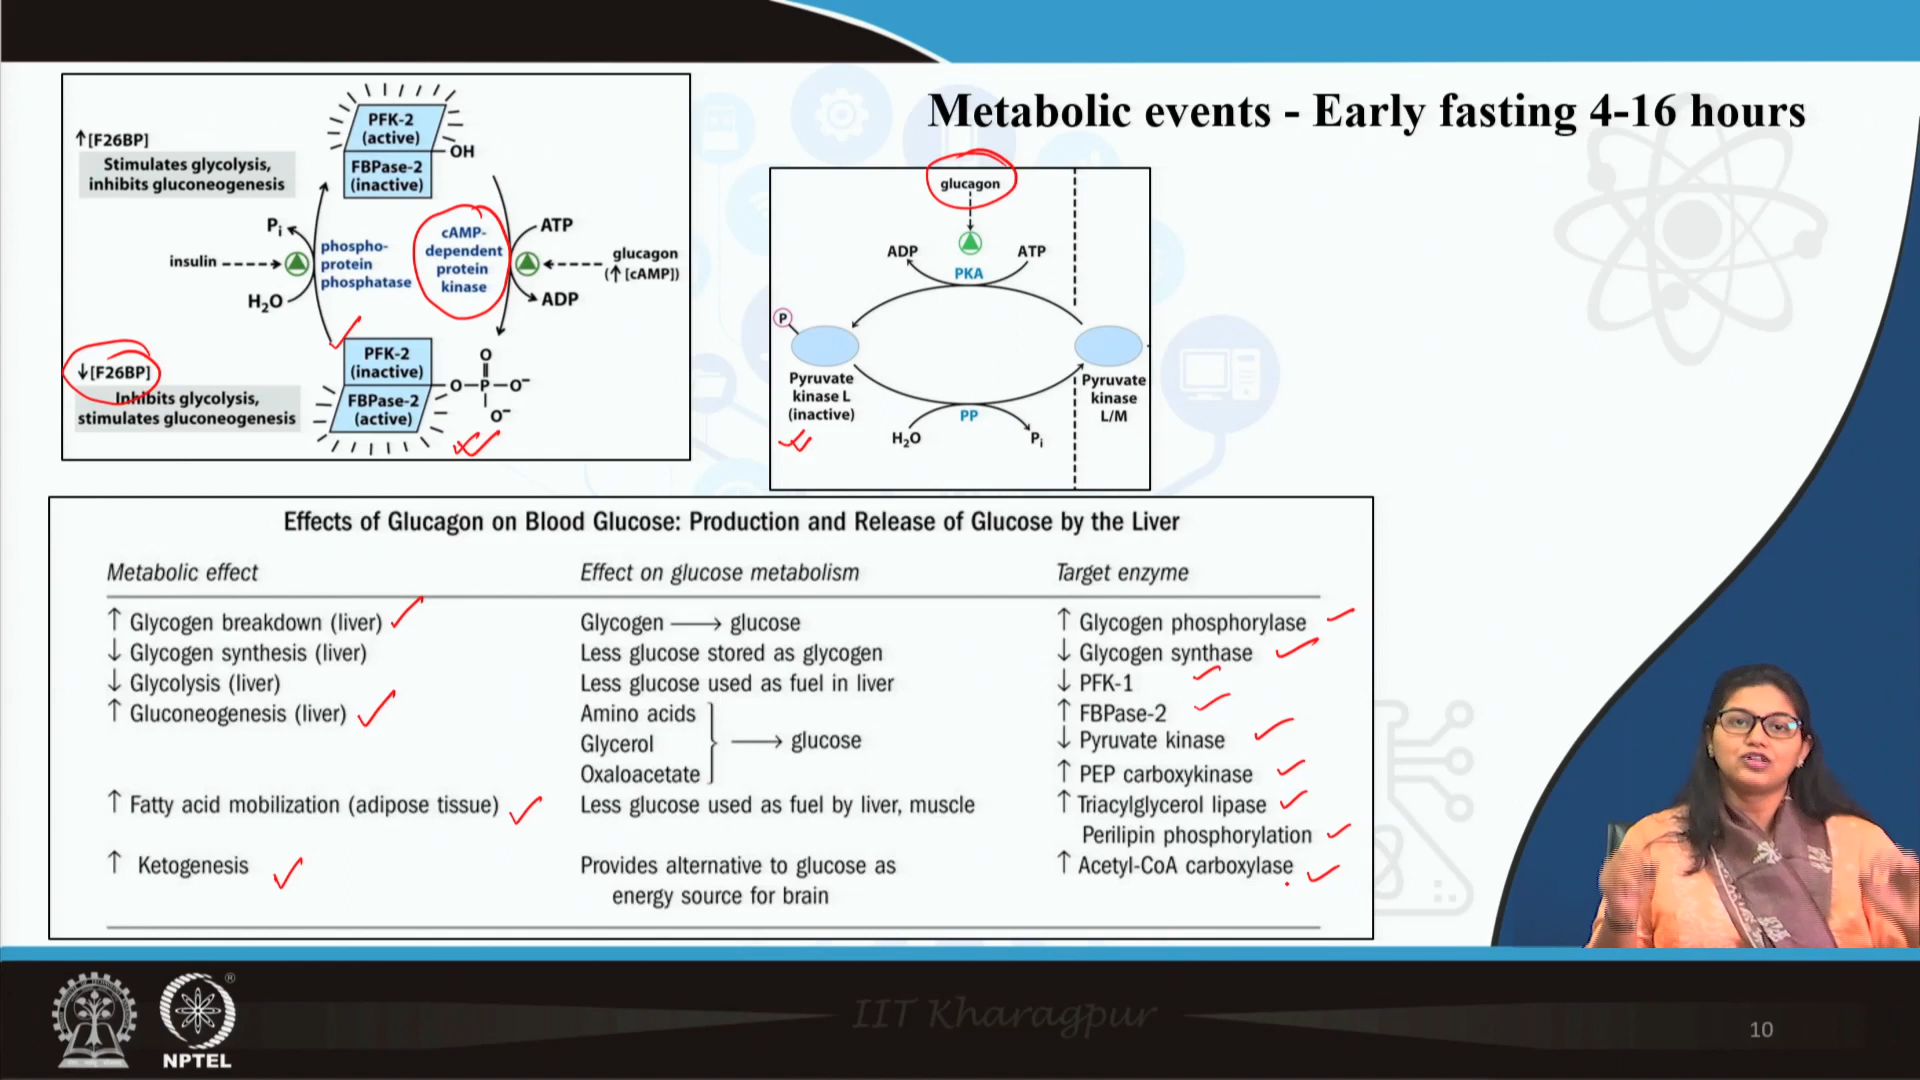 Metabolic events - Early fasting 4-16 hours
PFK-2
(active)
FBPase-2
(inactive)
OH
↑[F26BP]
Stimulates glycolysis,
inhibits gluconeogenesis
Pi
insulin
H₂O
phospho-
protein
phosphatase
cAMP-
dependent
protein
kinase
ATP
glucagon
(↑ [cAMP])
ADP
↓[F26BP]
Inhibits glycolysis,
stimulates gluconeogenesis
PFK-2
(inactive)
FBPase-2
(active)
O
O—P—O⁻
O⁻
glucagon
ADP
ATP
PKA
P
Pyruvate
kinase L
(inactive)
Pyruvate
kinase
L/M
PP
H₂O
Pi
Effects of Glucagon on Blood Glucose: Production and Release of Glucose by the Liver
Metabolic effect Effect on glucose metabolism Target enzyme
↑ Glycogen breakdown (liver) Glycogen ⟶ glucose ↑ Glycogen phosphorylase
↓ Glycogen synthesis (liver) Less glucose stored as glycogen ↓ Glycogen synthase
↓ Glycolysis (liver) Less glucose used as fuel in liver ↓ PFK-1
↑ Gluconeogenesis (liver) Amino acids ↑ FBPase-2
Glycerol ⟶ glucose ↓ Pyruvate kinase
Oxaloacetate ↑ PEP carboxykinase
↑ Fatty acid mobilization (adipose tissue) Less glucose used as fuel by liver, muscle ↑ Triacylglycerol lipase
Perilipin phosphorylation
↑ Ketogenesis Provides alternative to glucose as ↑ Acetyl-CoA carboxylase
energy source for brain
IIT Kharagpur
®
NPTEL
10